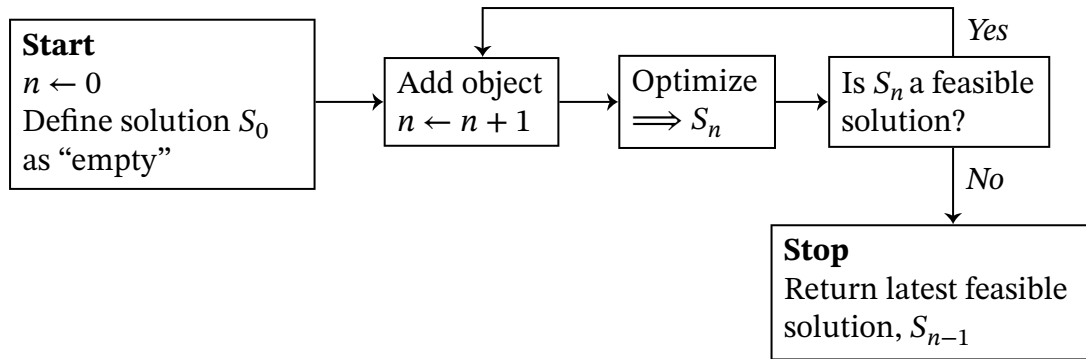 Start
n ← 0
Define solution S₀
as “empty”
Add object
n ← n + 1
Optimize
⟹ Sₙ
Is Sₙ a feasible
solution?
Yes
No
Stop
Return latest feasible
solution, Sₙ₋₁